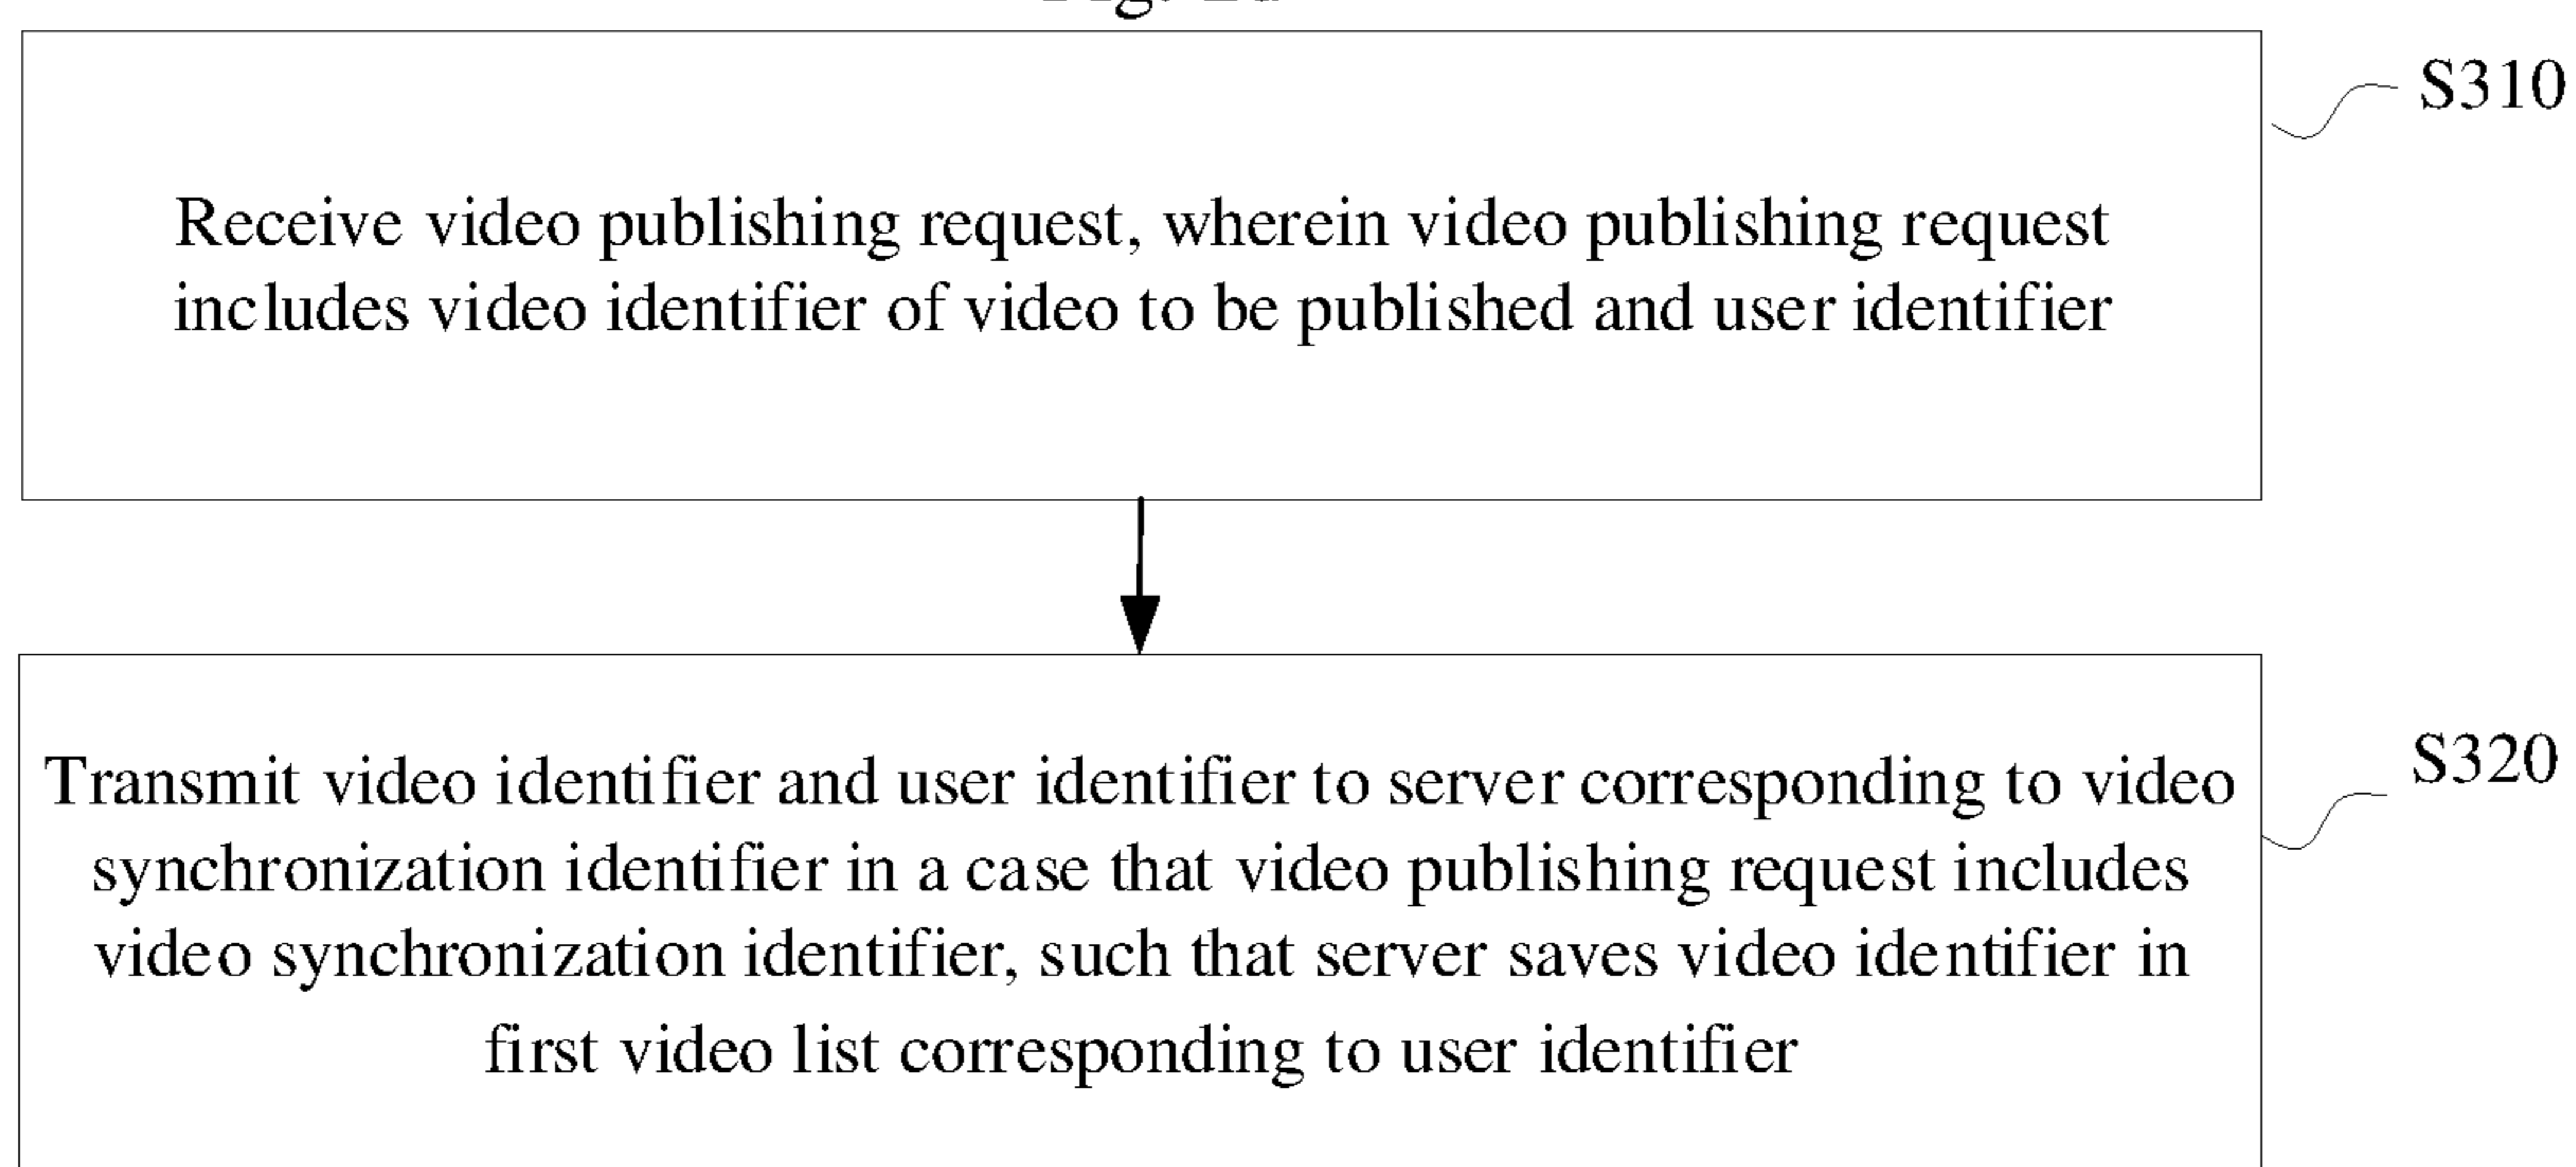 S310
Receive video publishing request, wherein video publishing request
includes video identifier of video to be published and user identifier
S320
Transmit video identifier and user identifier to server corresponding to video
synchronization identifier in a case that video publishing request includes
video synchronization identifier, such that server saves video identifier in
first video list corresponding to user identifier